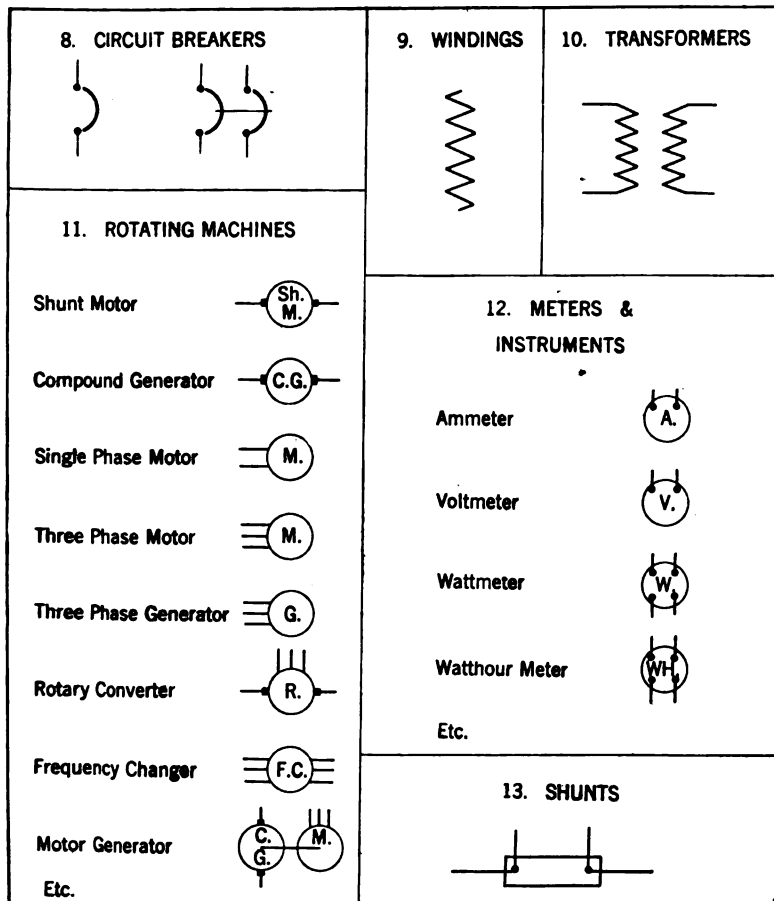 8. CIRCUIT BREAKERS
9. WINDINGS
10. TRANSFORMERS
11. ROTATING MACHINES
Shunt Motor
Sh.
M.
Compound Generator
C.G.
Single Phase Motor
M.
Three Phase Motor
M.
Three Phase Generator
G.
Rotary Converter
R.
Frequency Changer
F.C.
Motor Generator
C.
G.
M.
Etc.
12. METERS &
INSTRUMENTS
Ammeter
A.
Voltmeter
V.
Wattmeter
W.
Watthour Meter
WH.
Etc.
13. SHUNTS